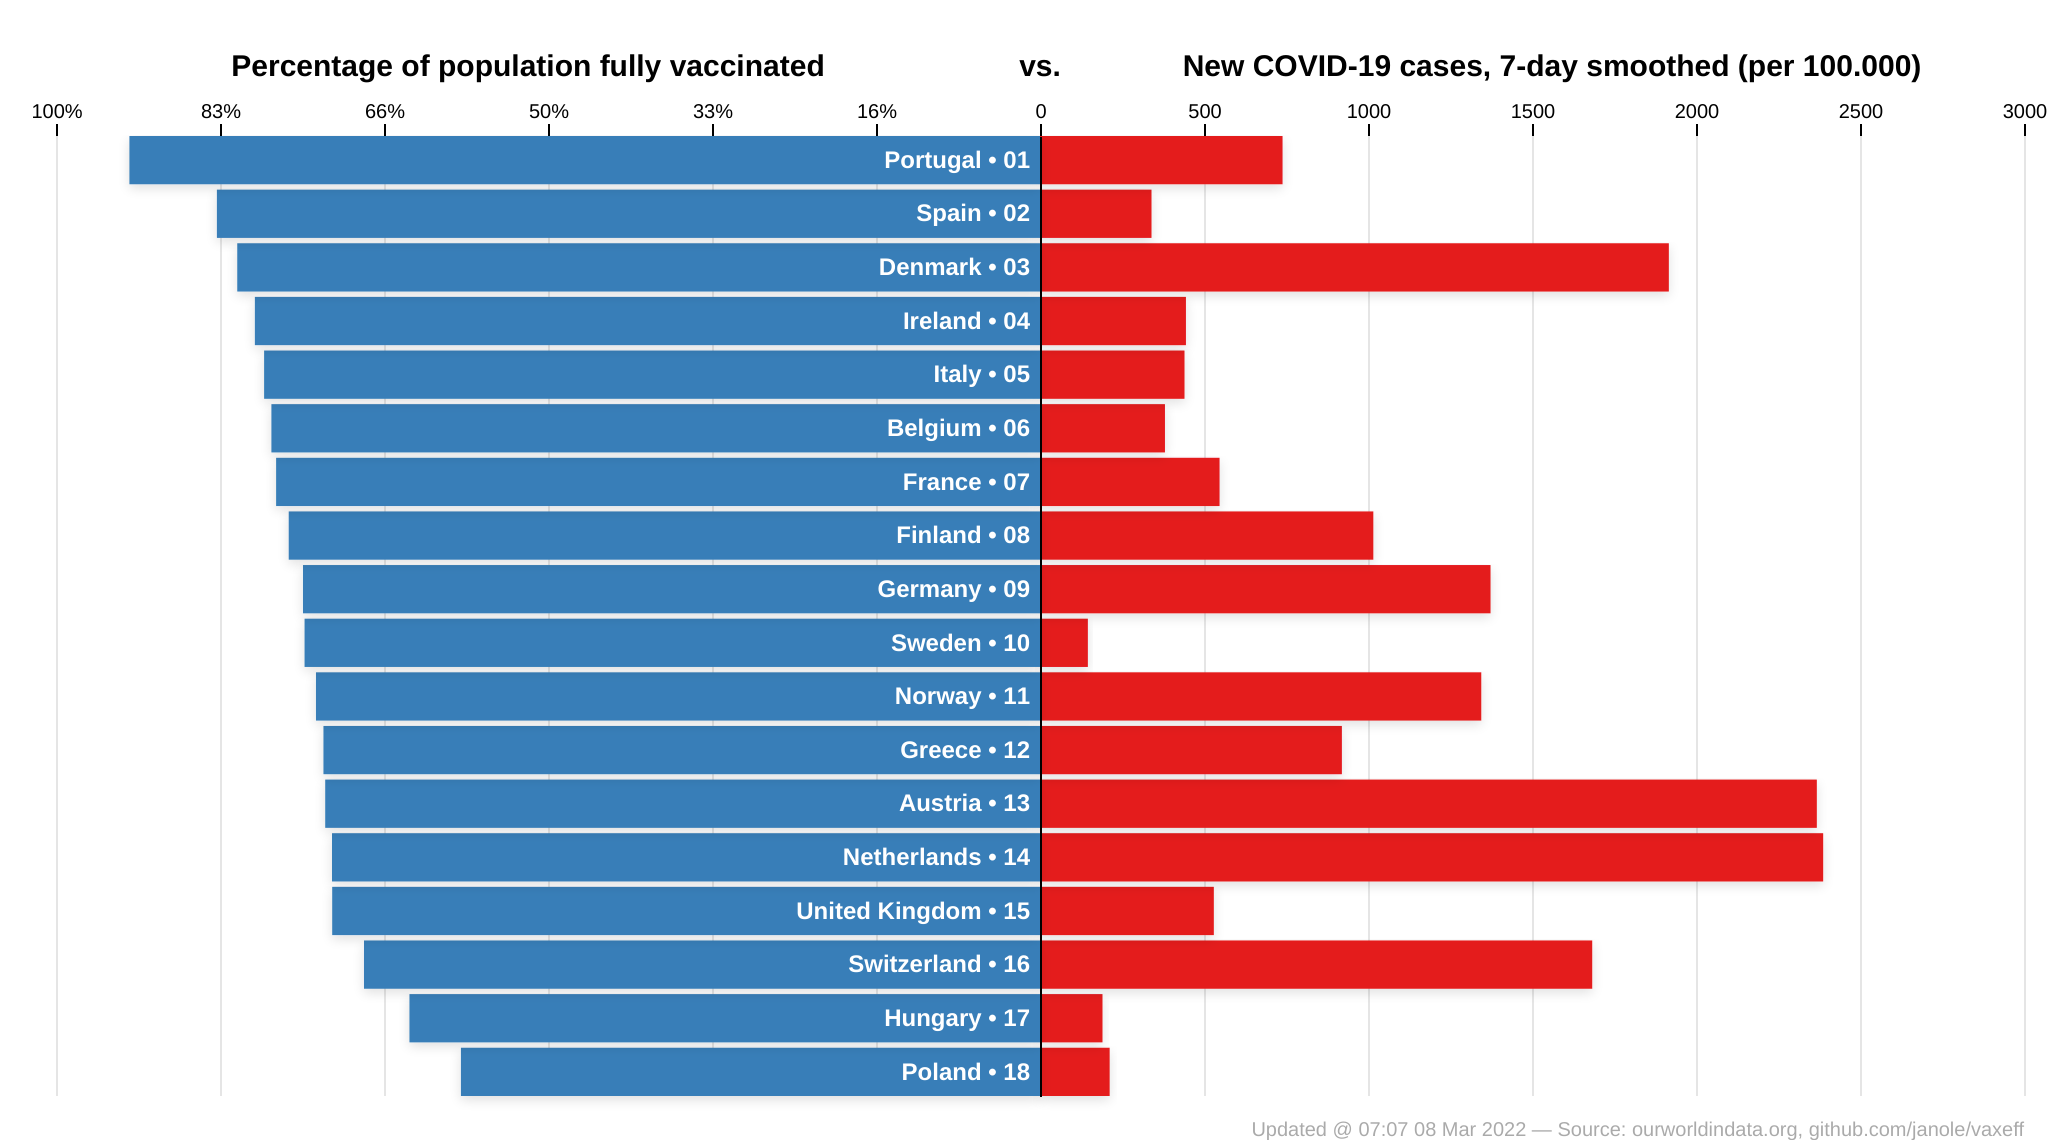 Percentage of population fully vaccinated vs. New COVID-19 cases, 7-day smoothed (per 100.000)
100% 83% 66% 50% 33% 16% 0 500 1000 1500 2000 2500 3000
Portugal • 01
Spain • 02
Denmark • 03
Ireland • 04
Italy • 05
Belgium • 06
France • 07
Finland • 08
Germany • 09
Sweden • 10
Norway • 11
Greece • 12
Austria • 13
Netherlands • 14
United Kingdom • 15
Switzerland • 16
Hungary • 17
Poland • 18
Updated @ 07:07 08 Mar 2022 — Source: ourworldindata.org, github.com/janole/vaxeff